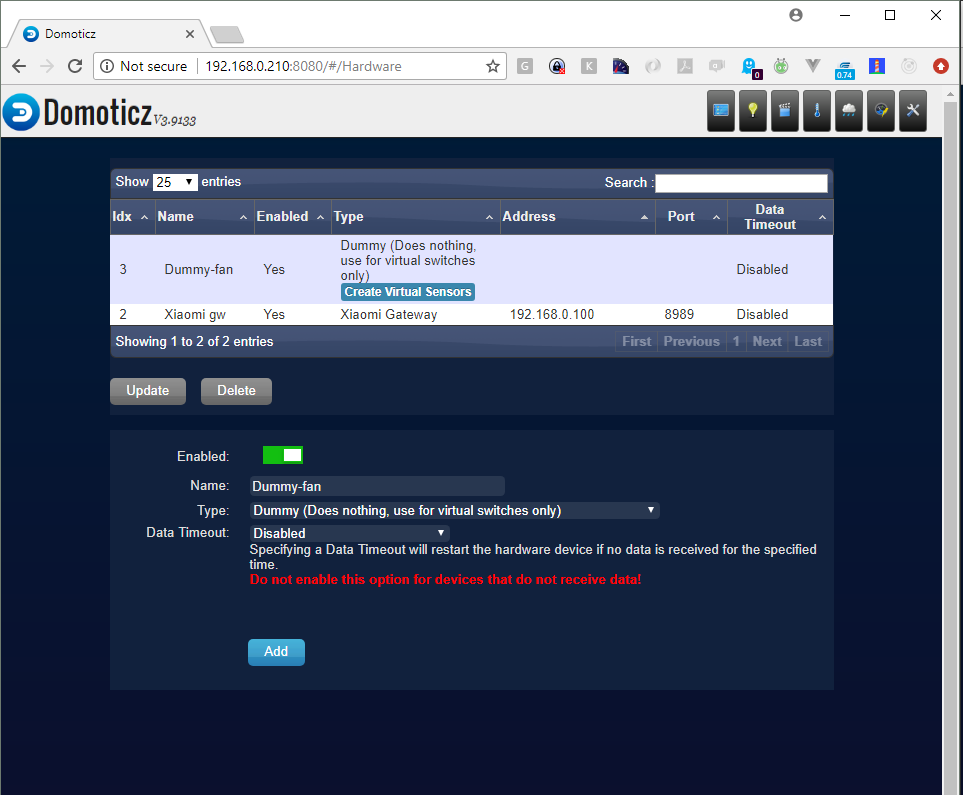 Domoticz
Not secure 192.168.0.210:8080/#/Hardware
G
K
0
0.74
Domoticz V3.9133
Show 25 entries
Search :
Idx Name Enabled Type Address Port Data Timeout
3 Dummy-fan Yes Dummy (Does nothing, Disabled
use for virtual switches
only)
Create Virtual Sensors
2 Xiaomi gw Yes Xiaomi Gateway 192.168.0.100 8989 Disabled
Showing 1 to 2 of 2 entries
First Previous 1 Next Last
Update Delete
Enabled:
Name: Dummy-fan
Type: Dummy (Does nothing, use for virtual switches only)
Data Timeout: Disabled
Specifying a Data Timeout will restart the hardware device if no data is received for the specified
time.
Do not enable this option for devices that do not receive data!
Add